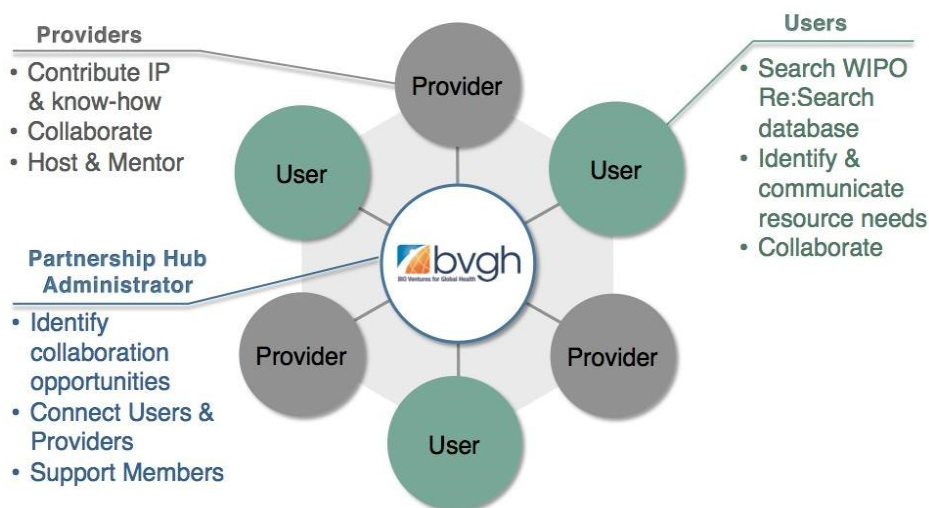 Providers
• Contribute IP
& know-how
• Collaborate
• Host & Mentor
Partnership Hub
Administrator
• Identify
collaboration
opportunities
• Connect Users &
Providers
• Support Members
Provider
User
User
bvgh
BIO Ventures for Global Health
Provider
Provider
User
Users
• Search WIPO
Re:Search
database
• Identify &
communicate
resource needs
• Collaborate